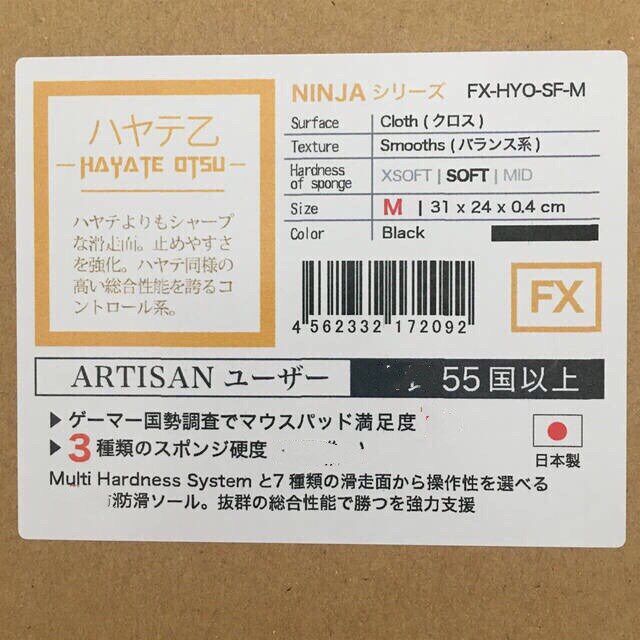 ハヤテ乙
HAYATE OTSU
ハヤテよりもシャープ
な滑走面。止めやすさ
を強化。ハヤテ同様の
高い総合性能を誇るコ
ントロール系。
NINJA シリーズ FX-HYO-SF-M
Surface Cloth ( クロス )
Texture Smooths ( バランス系 )
Hardness of sponge XSOFT | SOFT | MID
Size M | 31 x 24 x 0.4 cm
Color Black
4 562332 172092
FX
ARTISAN ユーザー 55 国以上
▶ ゲーマー国勢調査でマウスパッド満足度
▶ 3 種類のスポンジ硬度
日本製
Multi Hardness System と7 種類の滑走面から操作性を選べる
防滑ソール。抜群の総合性能で勝つを強力支援